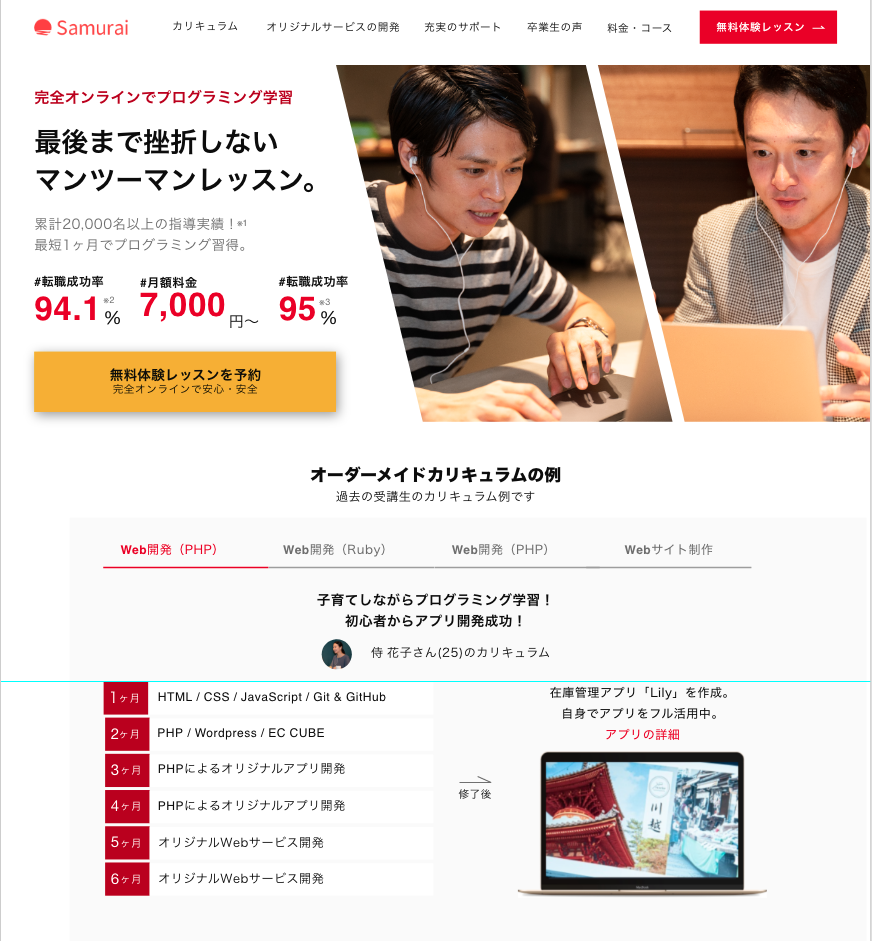 Samurai
カリキュラム
オリジナルサービスの開発
充実のサポート
卒業生の声
料金・コース
無料体験レッスン
完全オンラインでプログラミング学習
最後まで挫折しない
マンツーマンレッスン。
累計20,000名以上の指導実績！※1
最短1ヶ月でプログラミング習得。
#転職成功率
94.1※2%
#月額料金
7,000円〜
#転職成功率
95※3%
無料体験レッスンを予約
完全オンラインで安心・安全
オーダーメイドカリキュラムの例
過去の受講生のカリキュラム例です
Web開発（PHP）
Web開発（Ruby）
Web開発（PHP）
Webサイト制作
子育てしながらプログラミング学習！
初心者からアプリ開発成功！
侍 花子さん(25)のカリキュラム
1ヶ月 HTML / CSS / JavaScript / Git & GitHub
2ヶ月 PHP / Wordpress / EC CUBE
3ヶ月 PHPによるオリジナルアプリ開発
4ヶ月 PHPによるオリジナルアプリ開発
5ヶ月 オリジナルWebサービス開発
6ヶ月 オリジナルWebサービス開発
修了後
在庫管理アプリ「Lily」を作成。
自身でアプリをフル活用中。
アプリの詳細
川越